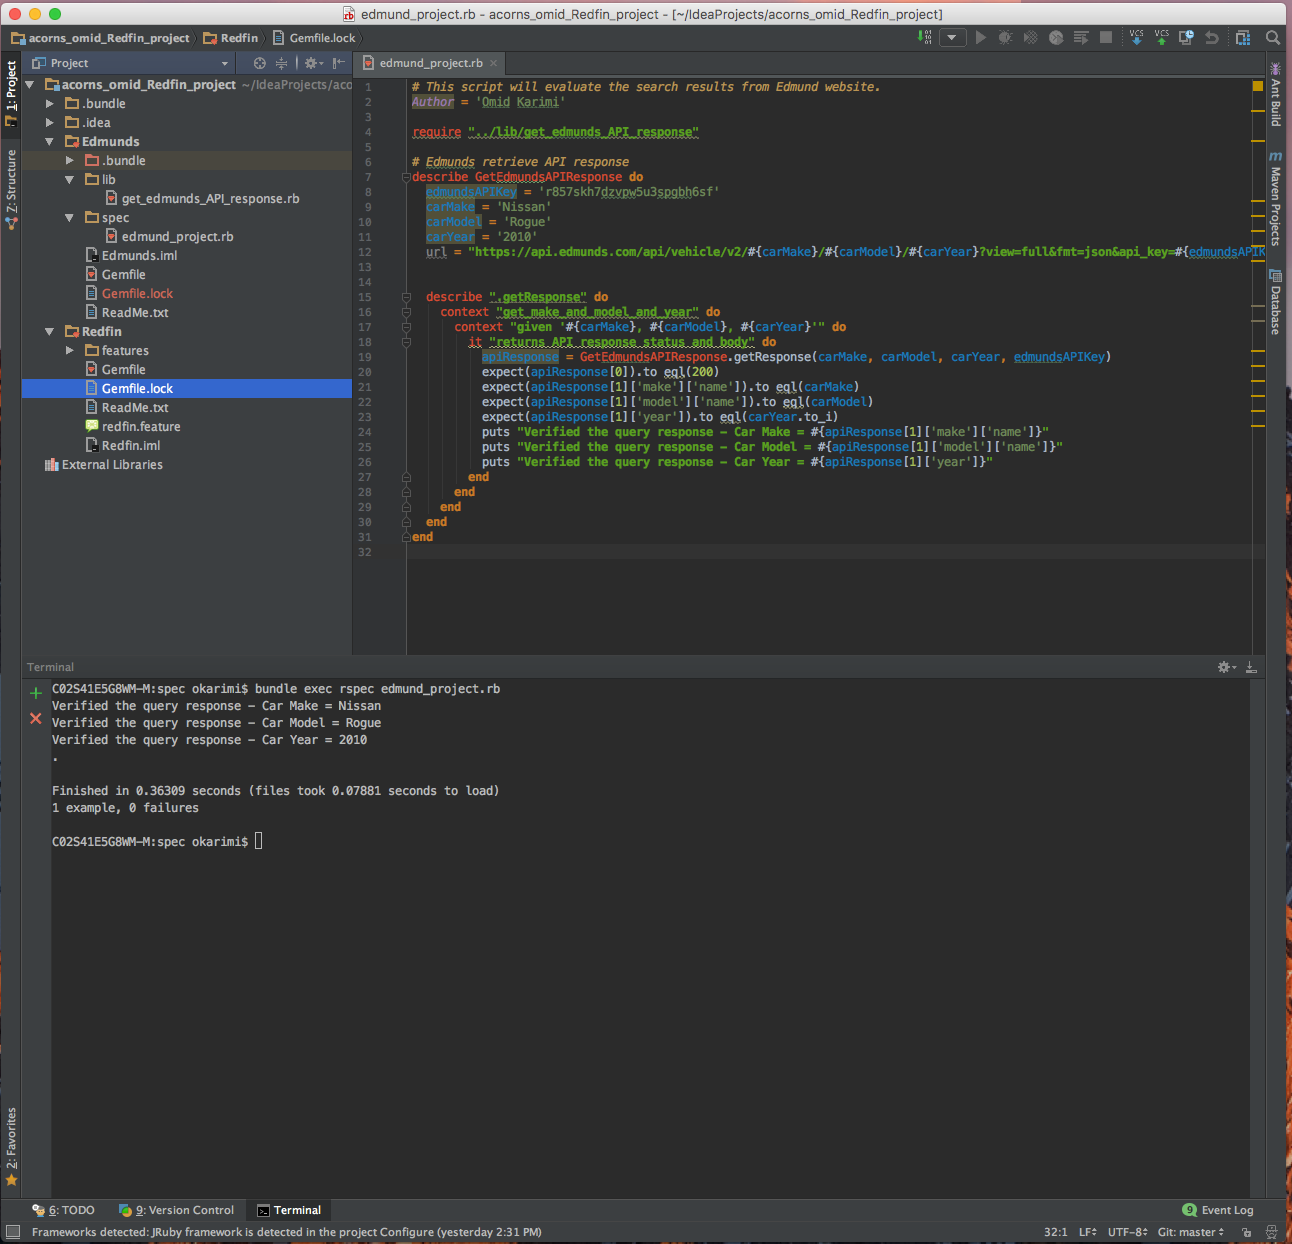 edmund_project.rb - acorns_omid_Redfin_project - [~/IdeaProjects/acorns_omid_Redfin_project]
acorns_omid_Redfin_project Redfin Gemfile.lock
VCS VCS
1: Project
7: Structure
2: Favorites
Project
acorns_omid_Redfin_project ~/IdeaProjects/aco
.bundle
.idea
Edmunds
.bundle
lib
get_edmunds_API_response.rb
spec
edmund_project.rb
Edmunds.iml
Gemfile
Gemfile.lock
ReadMe.txt
Redfin
features
Gemfile
Gemfile.lock
ReadMe.txt
redfin.feature
Redfin.iml
External Libraries
edmund_project.rb
1 # This script will evaluate the search results from Edmund website.
2 Author = 'Omid Karimi'
3
4 require "../lib/get_edmunds_API_response"
5
6 # Edmunds retrieve API response
7 describe GetEdmundsAPIResponse do
8 edmundsAPIKey = 'r857skh7dzvpw5u3spgbh6sf'
9 carMake = 'Nissan'
10 carModel = 'Rogue'
11 carYear = '2010'
12 url = "https://api.edmunds.com/api/vehicle/v2/#{carMake}/#{carModel}/#{carYear}?view=full&fmt=json&api_key=#{edmundsAPIK
13
14
15 describe ".getResponse" do
16 context "get_make_and_model_and_year" do
17 context "given '#{carMake}, #{carModel}, #{carYear}'" do
18 it "returns API response status and body" do
19 apiResponse = GetEdmundsAPIResponse.getResponse(carMake, carModel, carYear, edmundsAPIKey)
20 expect(apiResponse[0]).to eql(200)
21 expect(apiResponse[1]['make']['name']).to eql(carMake)
22 expect(apiResponse[1]['model']['name']).to eql(carModel)
23 expect(apiResponse[1]['year']).to eql(carYear.to_i)
24 puts "Verified the query response - Car Make = #{apiResponse[1]['make']['name']}"
25 puts "Verified the query response - Car Model = #{apiResponse[1]['model']['name']}"
26 puts "Verified the query response - Car Year = #{apiResponse[1]['year']}"
27 end
28 end
29 end
30 end
31 end
32
Ant Build
m Maven Projects
Database
Terminal
C02S41E5G8WM-M:spec okarimi$ bundle exec rspec edmund_project.rb
Verified the query response - Car Make = Nissan
Verified the query response - Car Model = Rogue
Verified the query response - Car Year = 2010
.
Finished in 0.36309 seconds (files took 0.07881 seconds to load)
1 example, 0 failures
C02S41E5G8WM-M:spec okarimi$
6: TODO 9: Version Control Terminal 9 Event Log
Frameworks detected: JRuby framework is detected in the project Configure (yesterday 2:31 PM) 32:1 LF UTF-8 Git: master